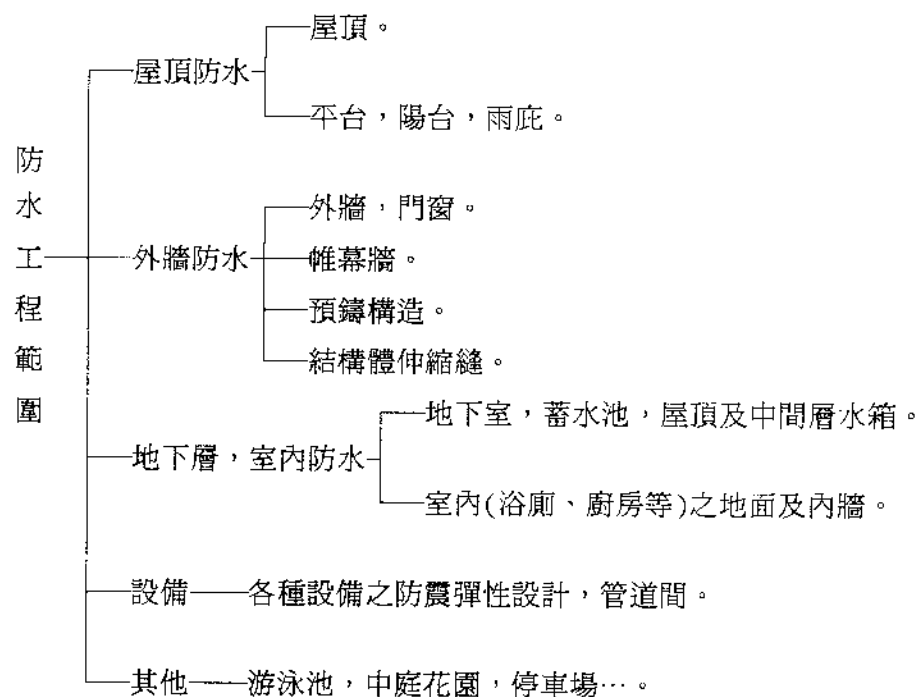 防水工程範圍
屋頂防水
屋頂。
平台，陽台，雨庇。
外牆防水
外牆，門窗。
帷幕牆。
預鑄構造。
結構體伸縮縫。
地下層，室內防水
地下室，蓄水池，屋頂及中間層水箱。
室內(浴廁、廚房等)之地面及內牆。
設備
各種設備之防震彈性設計，管道間。
其他
游泳池，中庭花園，停車場…。